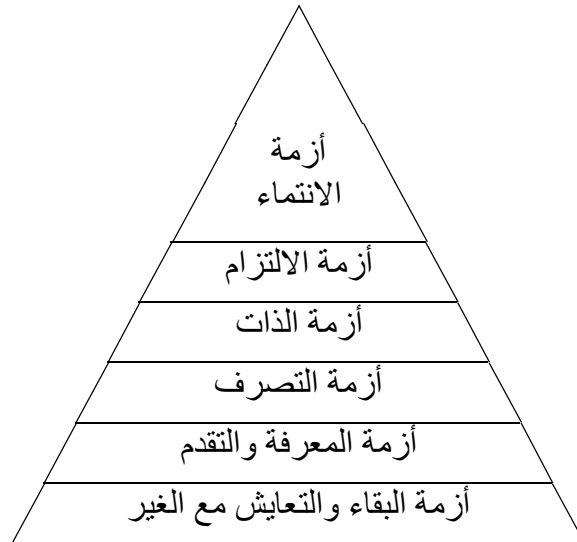 أزمة
الانتماء
أزمة الالتزام
أزمة الذات
أزمة التصرف
أزمة المعرفة والتقدم
أزمة البقاء والتعايش مع الغير